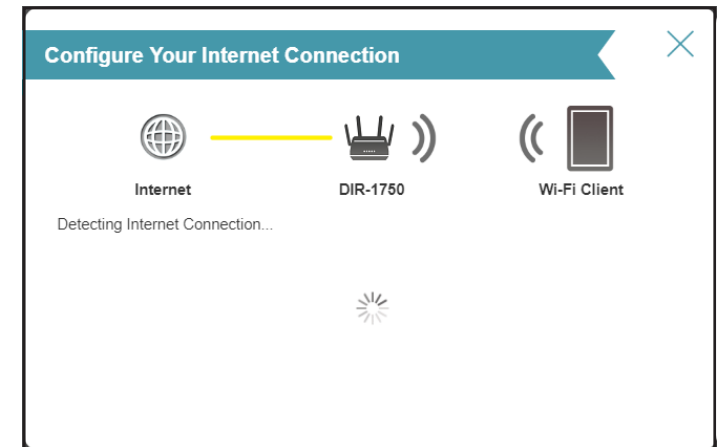 Configure Your Internet Connection
Internet
DIR-1750
Wi-Fi Client
Detecting Internet Connection...